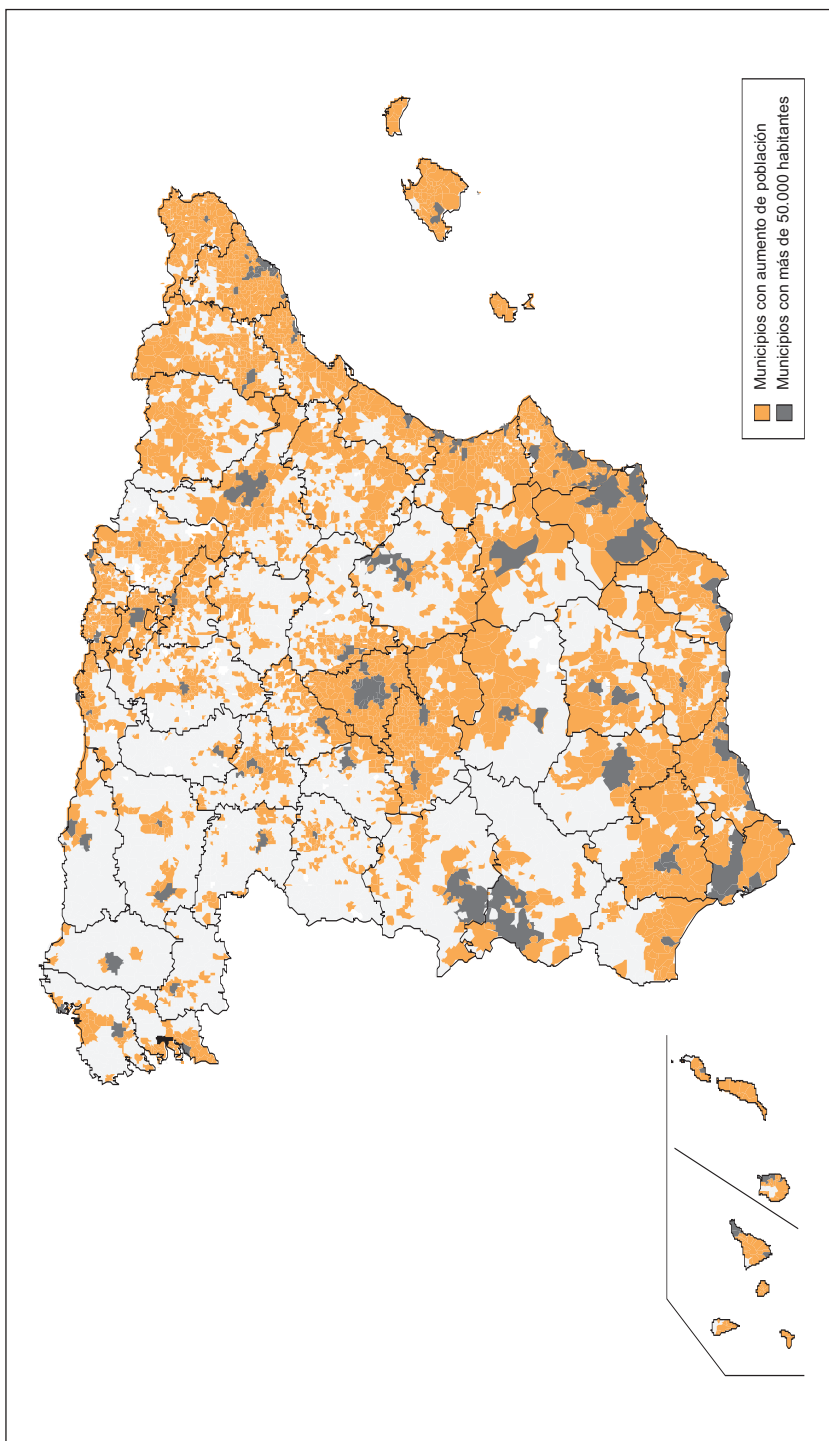 Municipios con aumento de población
Municipios con más de 50.000 habitantes